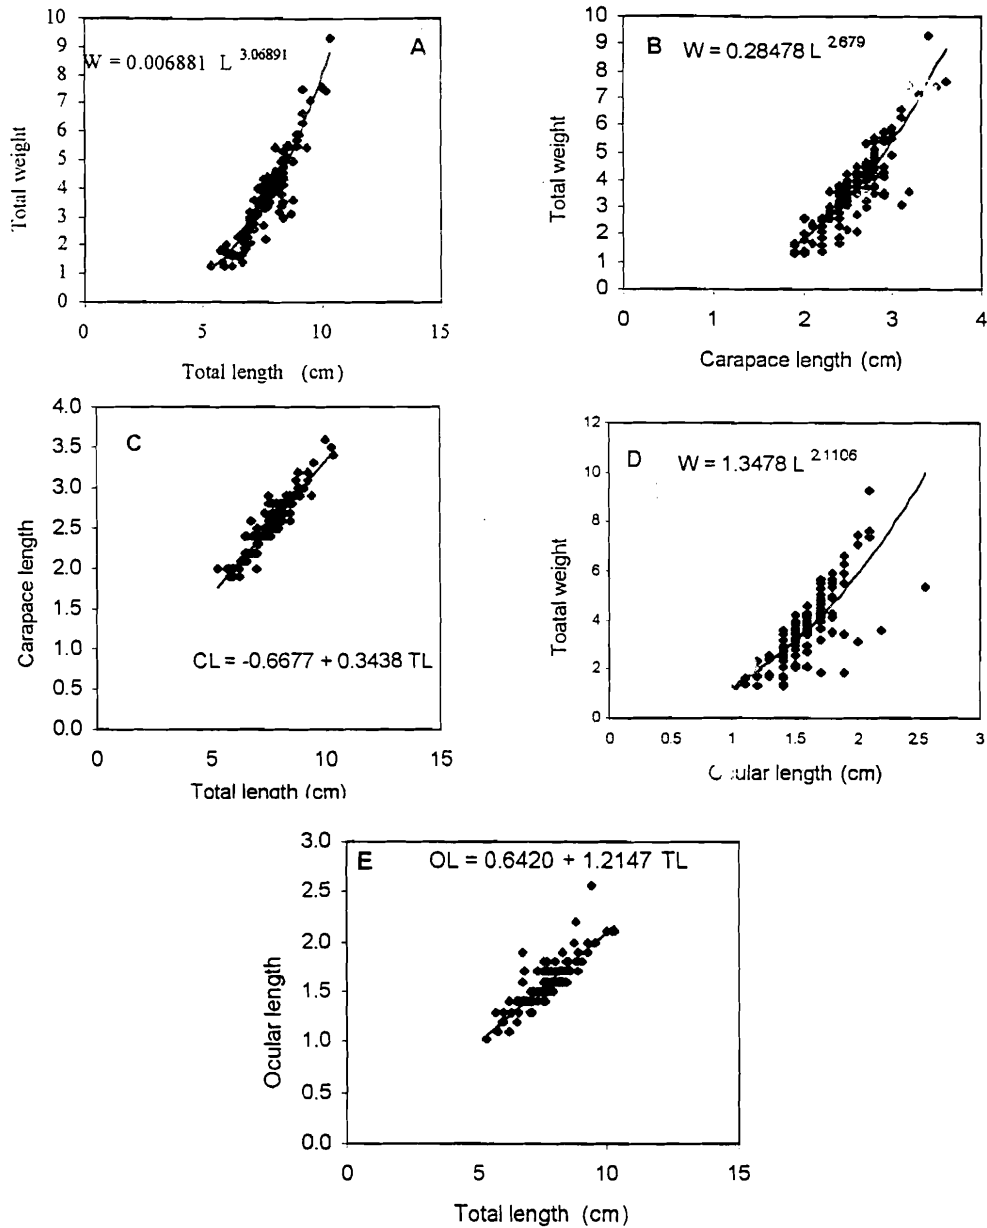 A
W = 0.006881 L 3.06891
10
9
8
7
6
5
4
3
2
1
0
Total weight
0 5 10 15
Total length (cm)
B
W = 0.28478 L 2.679
10
9
8
7
6
5
4
3
2
1
0
Total weight
0 1 2 3 4
Carapace length (cm)
C
4.0
3.5
3.0
2.5
2.0
1.5
1.0
0.5
0.0
Carapace length
CL = -0.6677 + 0.3438 TL
0 5 10 15
Total length (cm)
D
W = 1.3478 L 2.1106
12
10
8
6
4
2
0
Toatal weight
0 0.5 1 1.5 2 2.5 3
length (cm)
E
OL = 0.6420 + 1.2147 TL
3.0
2.5
2.0
1.5
1.0
0.5
0.0
Ocular length
0 5 10 15
Total length (cm)